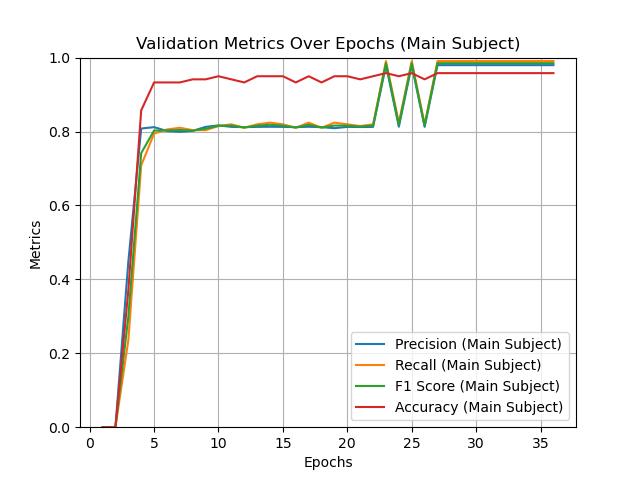 Validation Metrics Over Epochs (Main Subject)
1.0
0.8
0.6
0.4
0.2
0.0
Metrics
Precision (Main Subject)
Recall (Main Subject)
F1 Score (Main Subject)
Accuracy (Main Subject)
0 5 10 15 20 25 30 35
Epochs